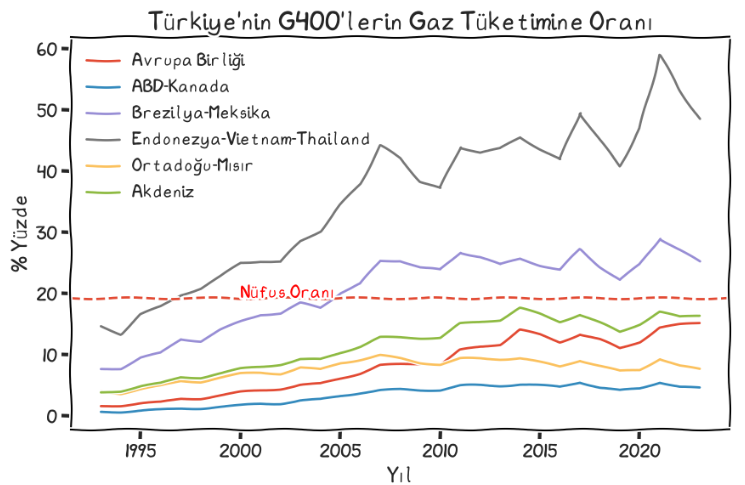 Türkiye'nin G400'lerin Gaz Tüketimine Oranı
Avrupa Birliği
ABD-Kanada
Brezilya-Meksika
Endonezya-Vietnam-Thailand
Ortadoğu-Mısır
Akdeniz
Nüfus Oranı
% Yüzde
60
50
40
30
20
10
0
1995 2000 2005 2010 2015 2020
Yıl